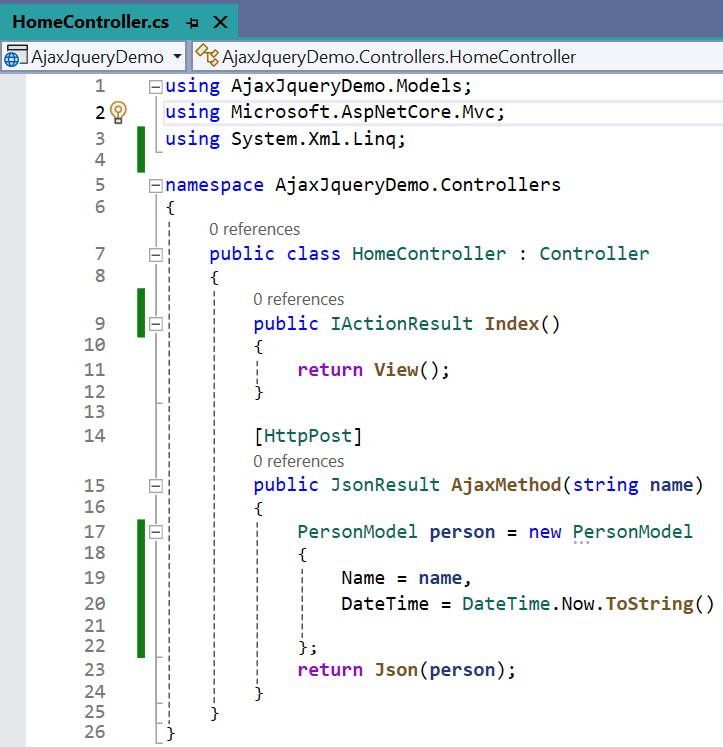 HomeController.cs
AjaxJqueryDemo AjaxJqueryDemo.Controllers.HomeController
1 using AjaxJqueryDemo.Models;
2 using Microsoft.AspNetCore.Mvc;
3 using System.Xml.Linq;
4
5 namespace AjaxJqueryDemo.Controllers
6 {
0 references
7 public class HomeController : Controller
8 {
0 references
9 public IActionResult Index()
10 {
11 return View();
12 }
13
14 [HttpPost]
0 references
15 public JsonResult AjaxMethod(string name)
16 {
17 PersonModel person = new PersonModel
18 {
19 Name = name,
20 DateTime = DateTime.Now.ToString()
21
22 };
23 return Json(person);
24 }
25 }
26 }